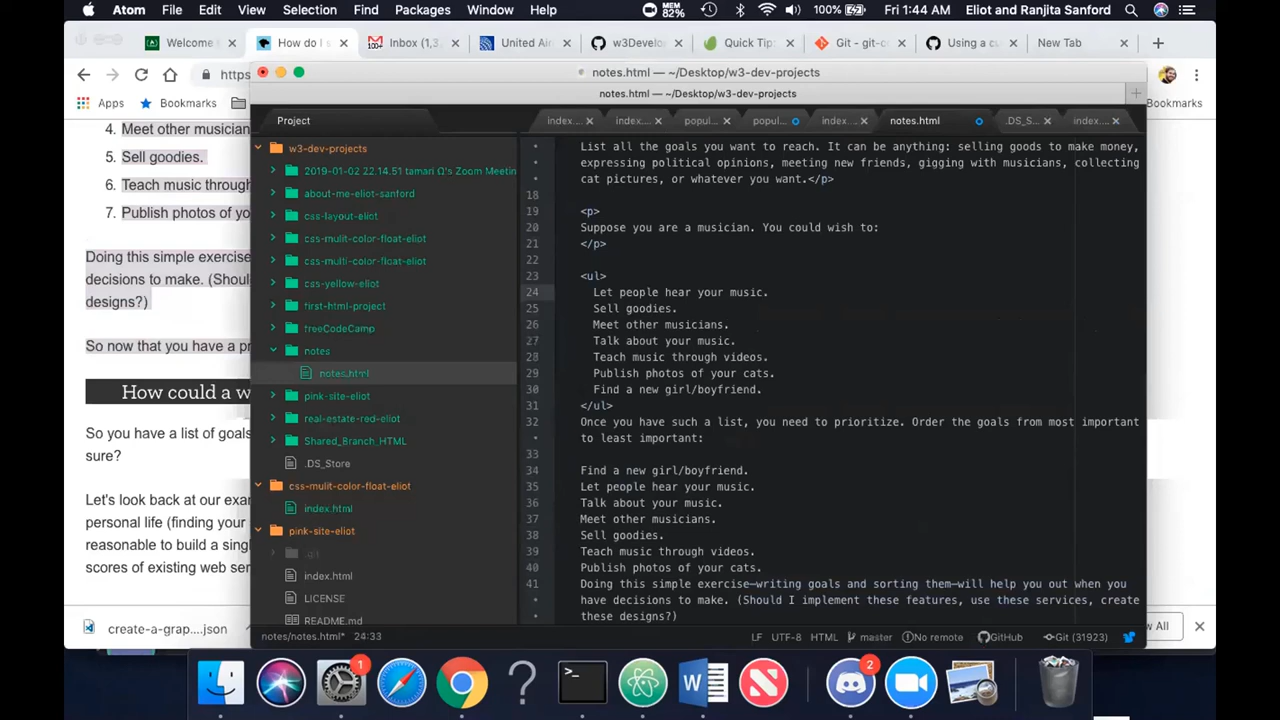 Atom File Edit View Selection Find Packages Window Help MEM 82% 100% Fri 1:44 AM Eliot and Ranjita Sanford
Welcome How do I s Inbox (1,3, United Air w3Develo Quick Tip: Git - git-c Using a cu New Tab
https
notes.html — ~/Desktop/w3-dev-projects
notes.html — ~/Desktop/w3-dev-projects
Apps Bookmarks Bookmarks
Project
index.... index.... popul... popul... index.... notes.html .DS_S... index....
4. Meet other musician
5. Sell goodies.
6. Teach music through
7. Publish photos of yo
Doing this simple exercise
decisions to make. (Shou
designs?)
So now that you have a pr
How could a w
So you have a list of goals
sure?
Let's look back at our exa
personal life (finding your
reasonable to build a singl
scores of existing web ser
w3-dev-projects
2019-01-02 22.14.51 tamari Ω's Zoom Meetin
about-me-eliot-sanford
css-layout-eliot
css-mulit-color-float-eliot
css-multi-color-float-eliot
css-yellow-eliot
first-html-project
freeCodeCamp
notes
notes.html
pink-site-eliot
real-estate-red-eliot
Shared_Branch_HTML
.DS_Store
css-mulit-color-float-eliot
index.html
pink-site-eliot
.git
index.html
LICENSE
README.md
List all the goals you want to reach. It can be anything: selling goods to make money,
expressing political opinions, meeting new friends, gigging with musicians, collecting
cat pictures, or whatever you want.</p>
18
19 <p>
20 Suppose you are a musician. You could wish to:
21 </p>
22
23 <ul>
24 Let people hear your music.
25 Sell goodies.
26 Meet other musicians.
27 Talk about your music.
28 Teach music through videos.
29 Publish photos of your cats.
30 Find a new girl/boyfriend.
31 </ul>
32 Once you have such a list, you need to prioritize. Order the goals from most important
to least important:
33
34 Find a new girl/boyfriend.
35 Let people hear your music.
36 Talk about your music.
37 Meet other musicians.
38 Sell goodies.
39 Teach music through videos.
40 Publish photos of your cats.
41 Doing this simple exercise—writing goals and sorting them—will help you out when you
have decisions to make. (Should I implement these features, use these services, create
these designs?)
create-a-grap....json
w All
notes/notes.html* 24:33 LF UTF-8 HTML master No remote GitHub Git (31923)
1
2